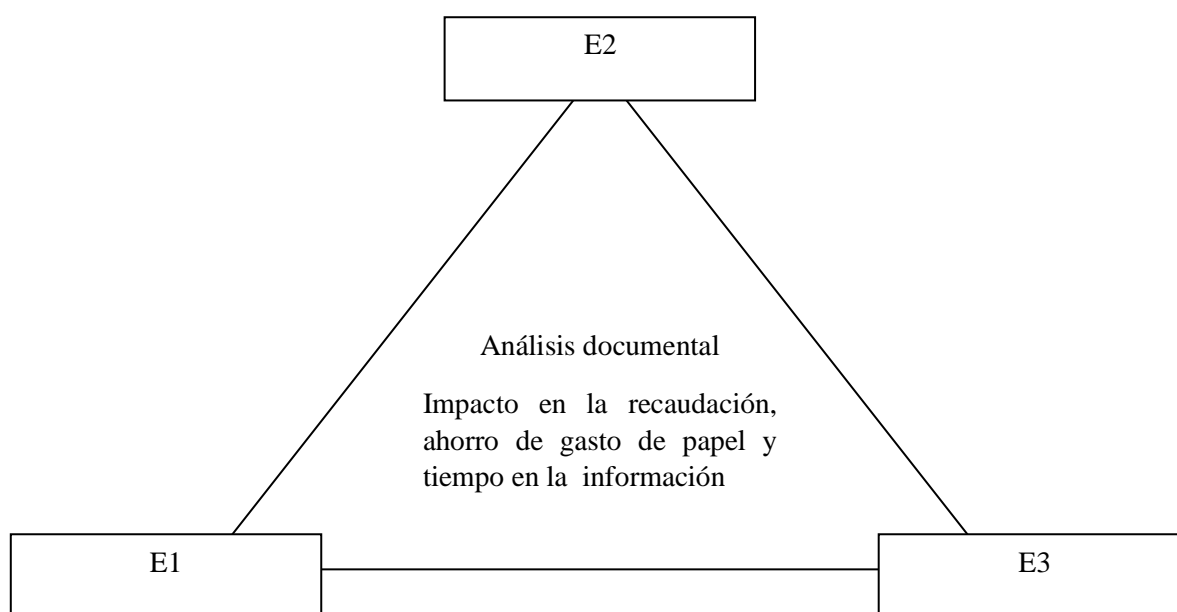 E2
Análisis documental
Impacto en la recaudación,
ahorro de gasto de papel y
tiempo en la información
E1
E3